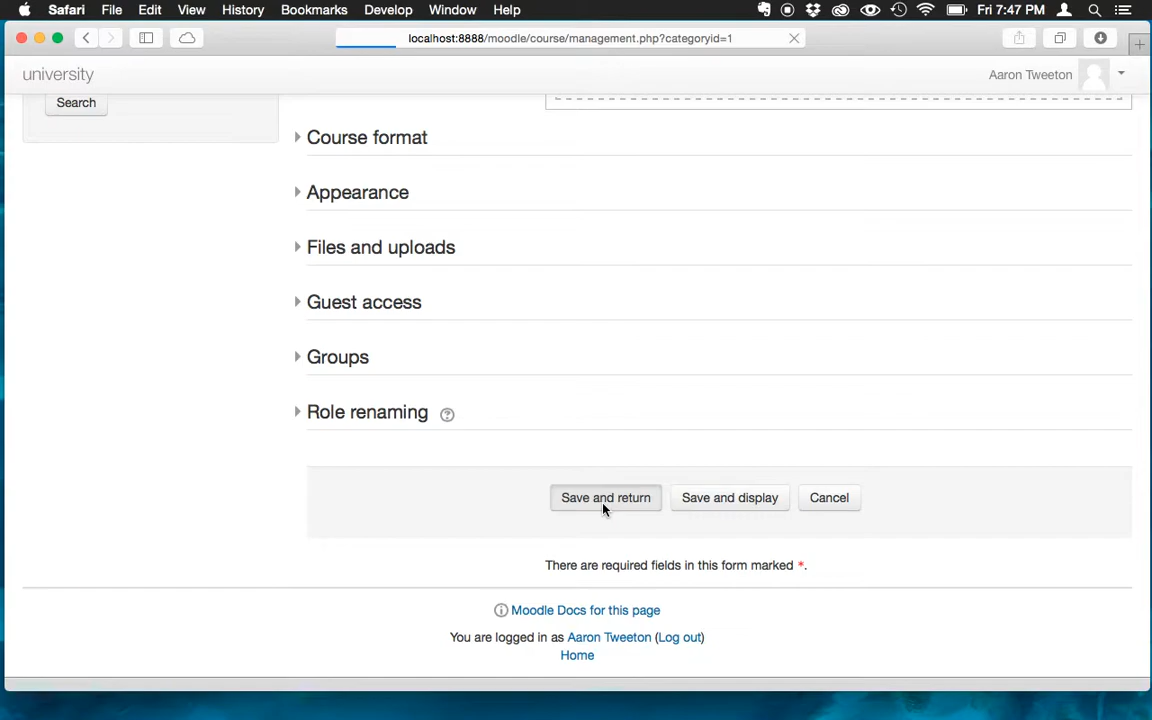 Safari File Edit View History Bookmarks Develop Window Help Fri 7:47 PM
localhost:8888/moodle/course/management.php?categoryid=1
university Aaron Tweeton
Search
Course format
Appearance
Files and uploads
Guest access
Groups
Role renaming ?
Save and return Save and display Cancel
There are required fields in this form marked *.
Moodle Docs for this page
You are logged in as Aaron Tweeton (Log out)
Home